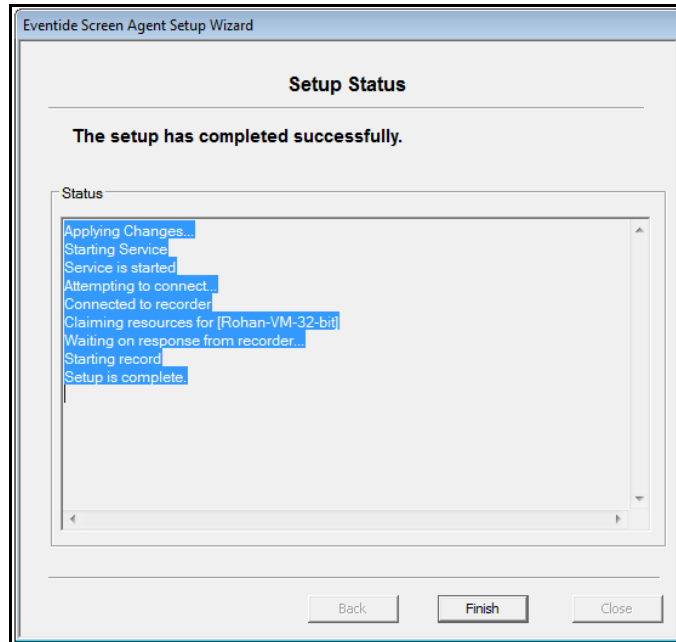 Eventide Screen Agent Setup Wizard
Setup Status
The setup has completed successfully.
Status
Applying Changes...
Starting Service
Service is started
Attempting to connect...
Connected to recorder
Claiming resources for [Rohan-VM-32-bit]
Waiting on response from recorder...
Starting record
Setup is complete.
Back
Finish
Close